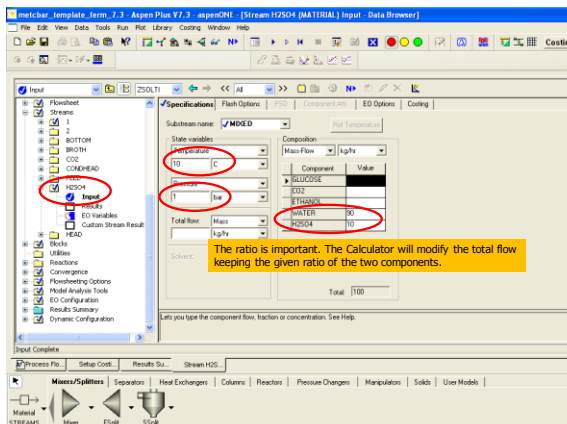 metcbar_template_ferm_7.3 - Aspen Plus V7.3 - aspenONE - [Stream H2SO4 (MATERIAL) Input - Data Browser]
File Edit View Data Tools Run Plot Library Costing Window Help
Costin
Input
ZSOLTI
<< All >>
Flowsheet
Streams
1
2
BOTTOM
BROTH
CO2
CONDHEAD
FEED
H2SO4
Input
Results
EO Variables
Custom Stream Result
HEAD
Blocks
Utilities
Reactions
Convergence
Flowsheeting Options
Model Analysis Tools
EO Configuration
Results Summary
Dynamic Configuration
Specifications Flash Options PSD Component Attr. EO Options Costing
Substream name: MIXED Ref Temperature
State variables Composition
Temperature Mass-Flow kg/hr
10 C
Component Value
Pressure
GLUCOSE
1 bar
CO2
ETHANOL
WATER 90
Total flow: Mass
H2SO4 10
kg/hr
The ratio is important. The Calculator will modify the total flow
keeping the given ratio of the two components.
Solvent:
Total: 100
Lets you type the component flow, fraction or concentration. See Help.
Input Complete
Process Flo... Setup Costi... Results Su... Stream H2S...
Mixers/Splitters Separators Heat Exchangers Columns Reactors Pressure Changers Manipulators Solids User Models
Material
STREAMS Mixer FSplit SSplit